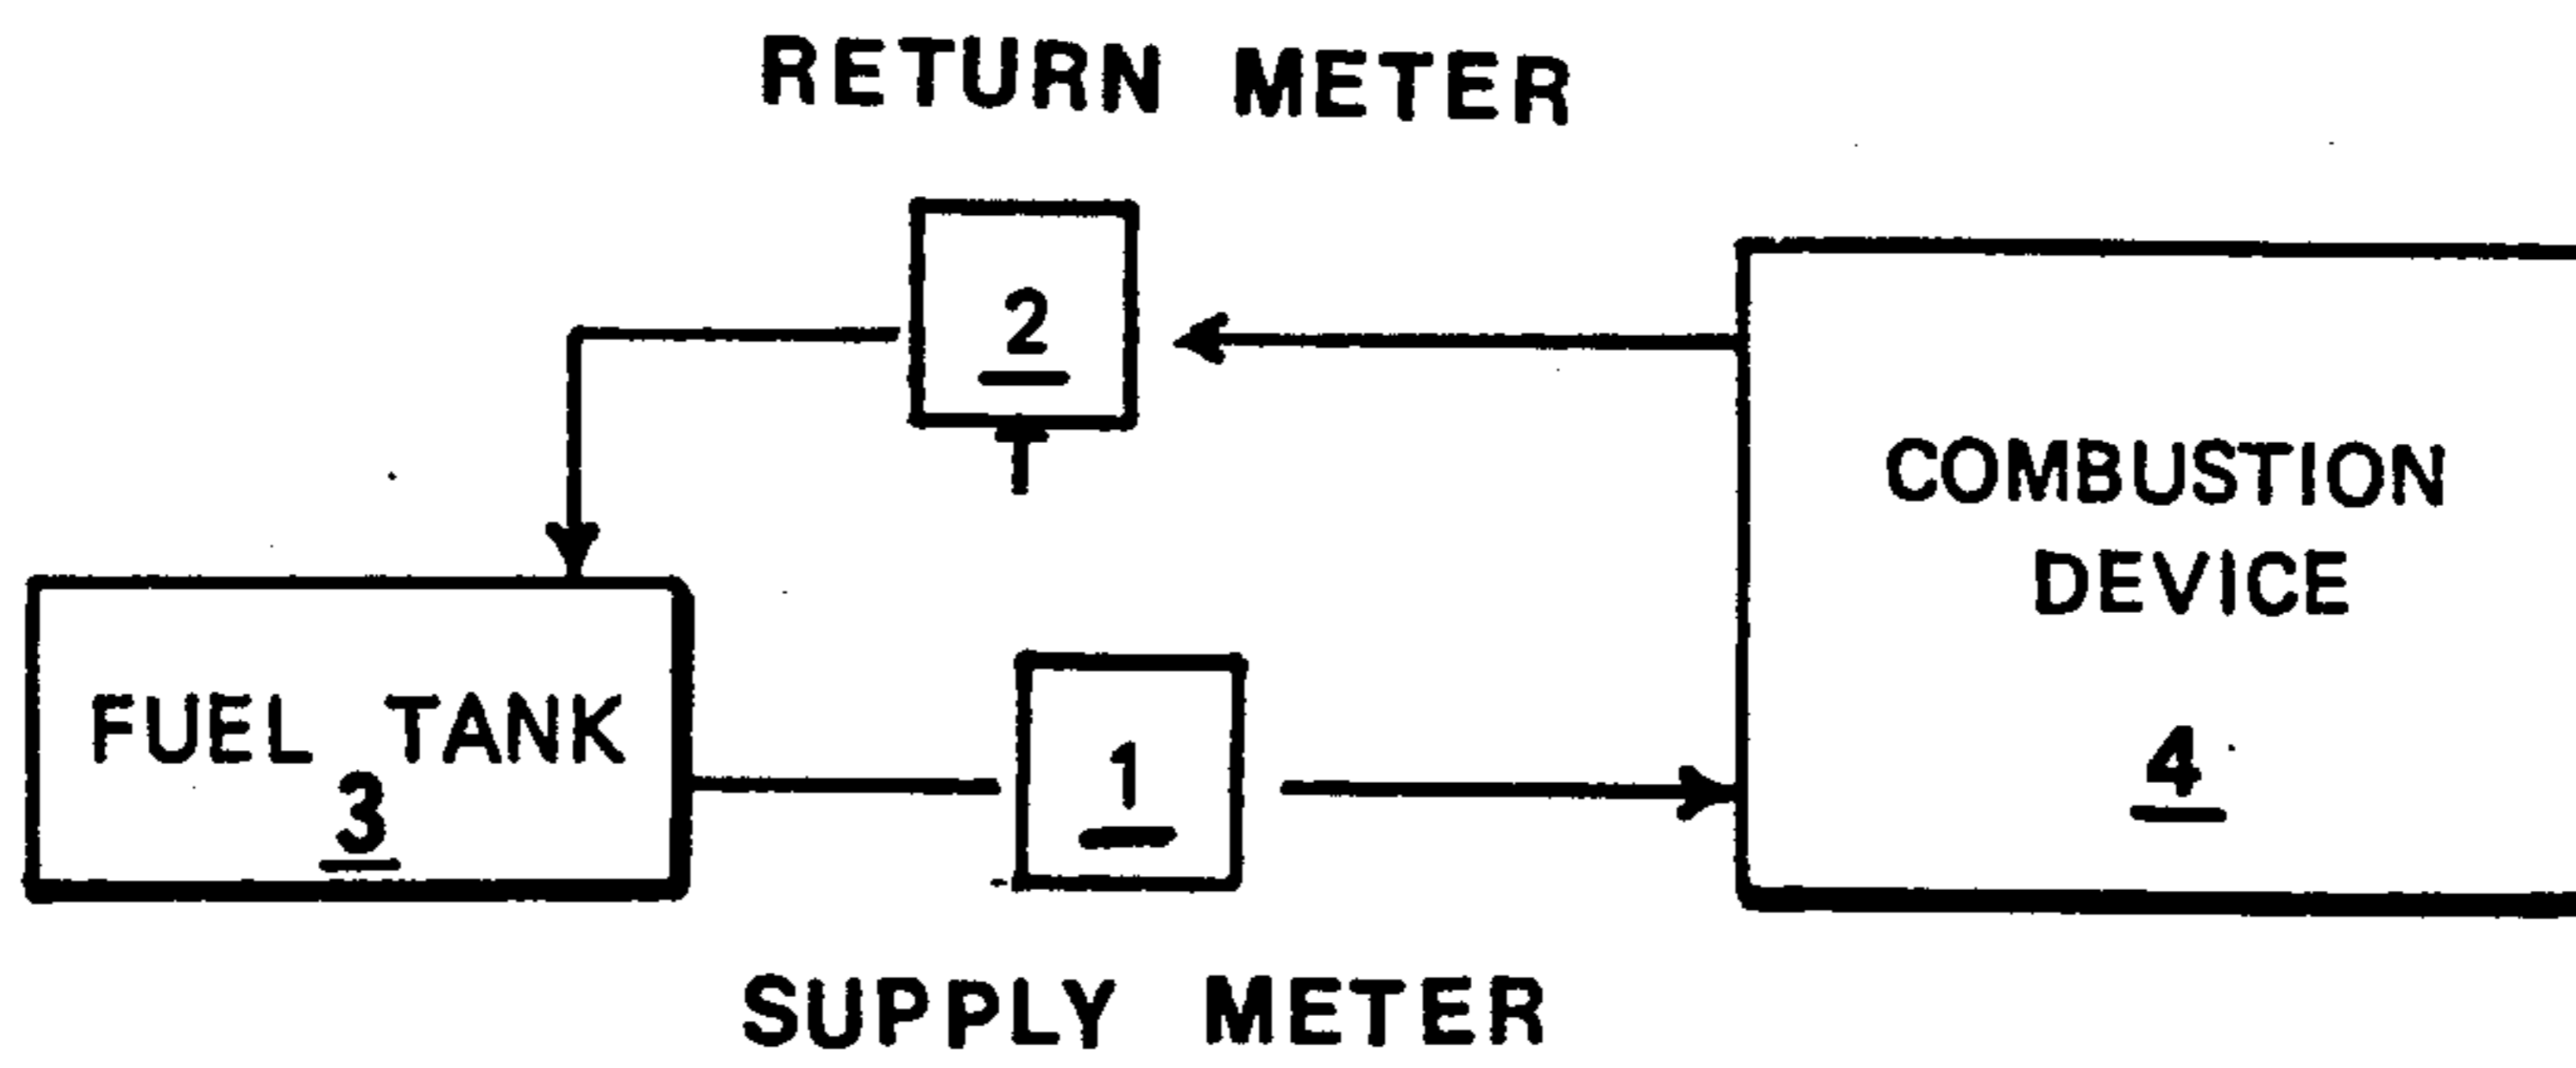 RETURN METER
2
COMBUSTION
DEVICE
4
FUEL TANK
3
1
SUPPLY METER